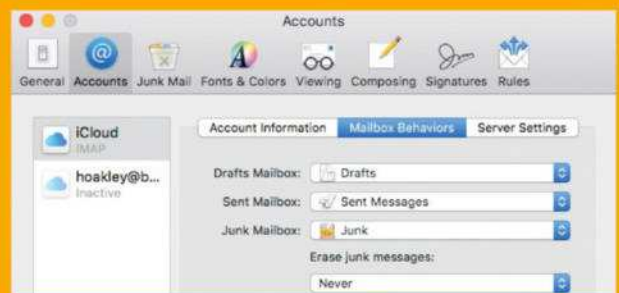 Accounts
General Accounts Junk Mail Fonts & Colors Viewing Composing Signatures Rules
iCloud
IMAP
hoakley@b...
Inactive
Account Information Mailbox Behaviors Server Settings
Drafts Mailbox: Drafts
Sent Mailbox: Sent Messages
Junk Mailbox: Junk
Erase junk messages:
Never